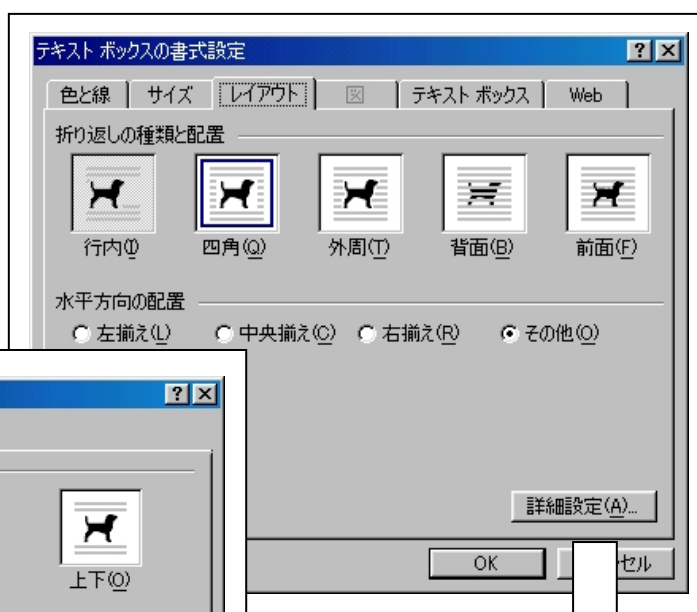 テキスト ボックスの書式設定
色と線 サイズ レイアウト 図 テキスト ボックス Web
折り返しの種類と配置
行内(I) 四角(Q) 外周(T) 背面(B) 前面(F)
水平方向の配置
左揃え(L) 中央揃え(C) 右揃え(R) その他(O)
詳細設定(A)...
OK セル
上下(O)